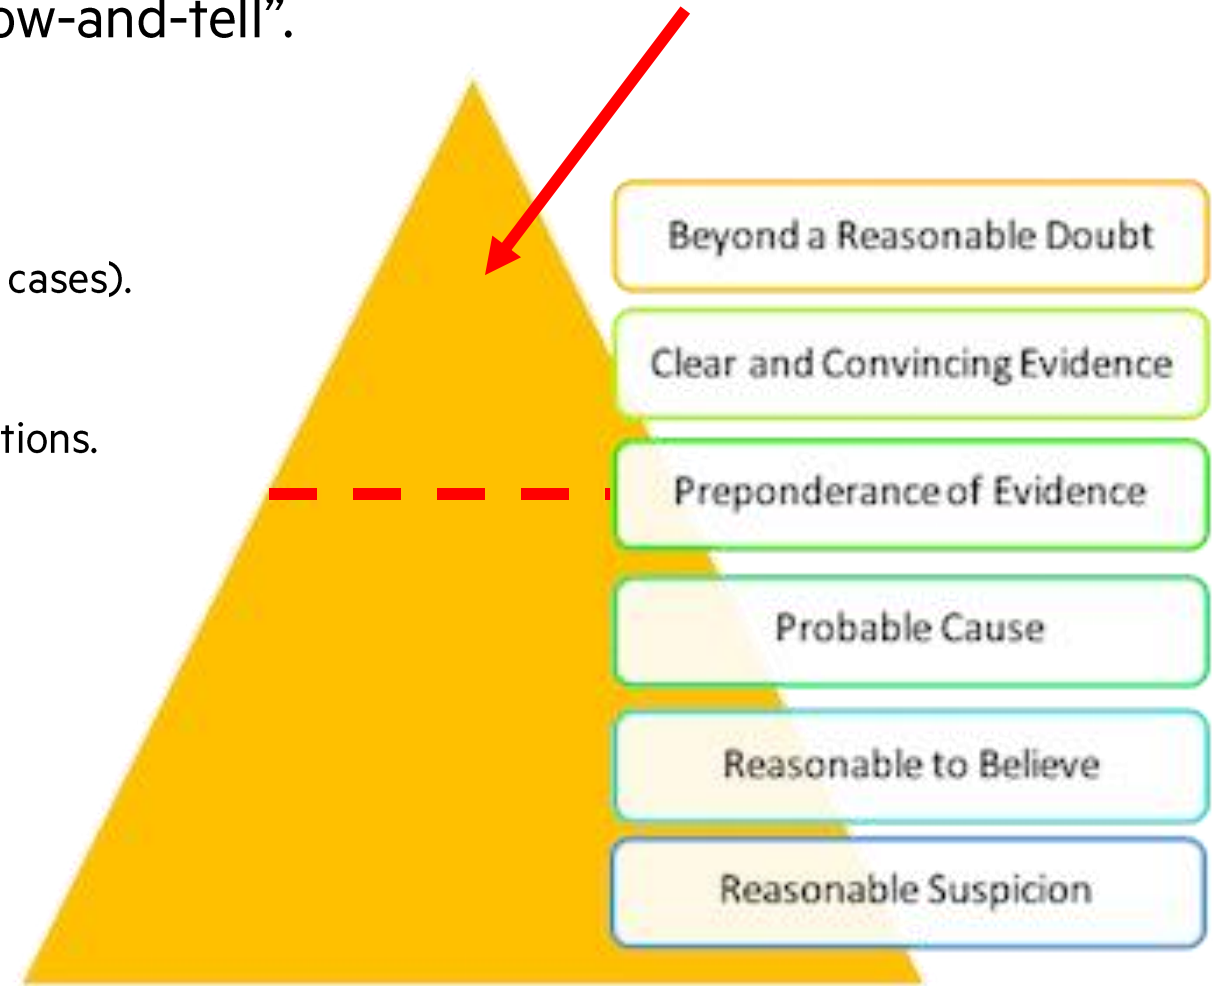 ow-and-tell”.
cases).
tions.
Beyond a Reasonable Doubt
Clear and Convincing Evidence
Preponderance of Evidence
Probable Cause
Reasonable to Believe
Reasonable Suspicion